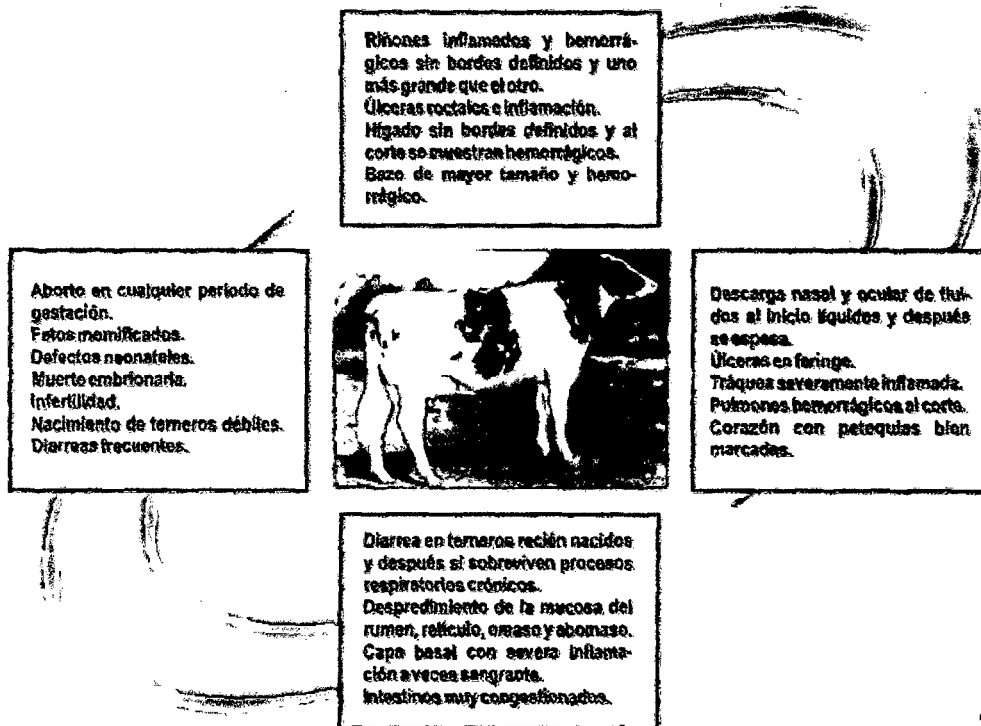 Riñones inflamados y hemorrá-
gicos sin bordes definidos y uno
más grande que el otro.
Úlceras rectales e inflamación.
Hígado sin bordes definidos y al
corte se muestran hemorrágicos.
Bazo de mayor tamaño y hemo-
rrágico.
Aborto en cualquier período de
gestación.
Fetos momificados.
Defectos neonatales.
Muerte embrionaria.
Infertilidad.
Nacimiento de terneros débiles.
Diarreas frecuentes.
Descarga nasal y ocular de flui-
dos al inicio líquidos y después
se espesa.
Úlceras en faringe.
Tráquea severamente inflamada.
Pulmones hemorrágicos al corte.
Corazón con petequias bien
marcadas.
Diarrea en terneros recién nacidos
y después si sobreviven procesos
respiratorios crónicos.
Despredimiento de la mucosa del
rumen, retículo, omaso y abomaso.
Capa basal con severa inflama-
ción a veces sangrante.
Intestinos muy congestionados.